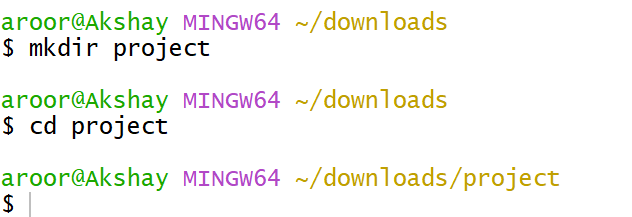 aroor@Akshay MINGW64 ~/downloads
$ mkdir project
aroor@Akshay MINGW64 ~/downloads
$ cd project
aroor@Akshay MINGW64 ~/downloads/project
$